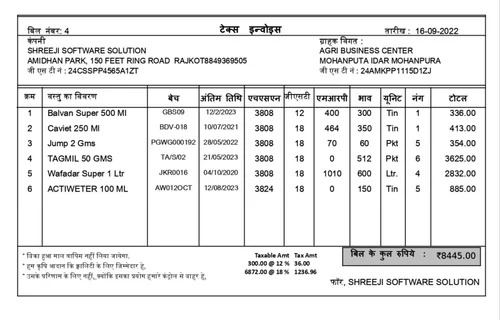 बिल नंबर: 4 टेक्स इन्वोइस तारीख : 16-09-2022
कंपनी ग्राहक विगत :
SHREEJI SOFTWARE SOLUTION AGRI BUSINESS CENTER
AMIDHAN PARK, 150 FEET RING ROAD RAJKOT8849369505 MOHANPUTA IDAR MOHANPURA
जी एस टी नं : 24CSSPP4565A1ZT जी एस टी नं : 24AMKPP1115D1ZJ
क्रम वस्तु का विवरण बेच अंतिम तिथि एचएसएन जीएसटी एमआरपी भाव यूनिट नंग टोटल
1 Balvan Super 500 Ml GBS09 12/2/2023 3808 12 400 300 Tin 1 336.00
2 Caviet 250 Ml BDV-018 10/07/2021 3808 18 464 350 Tin 1 413.00
3 Jump 2 Gms PGWG000192 28/05/2022 3808 18 70 60 Pkt 5 354.00
4 TAGMIL 50 GMS TA/S/02 21/05/2023 3808 18 0 512 Pkt 6 3625.00
5 Wafadar Super 1 Ltr JKR0016 04/10/2020 3808 18 1010 600 Ltr. 4 2832.00
6 ACTIWETER 100 ML AW012OCT 12/08/2023 3824 18 0 150 Tin 5 885.00
* बिका हुआ माल वापिस नहीं लिया जायेगा. Taxable Amt Tax Amt बिल के कुल रुपिये : ₹8445.00
* हम कृषि आदान कि क्वालिटी के लिए जिम्मेदार हे, 300.00 @ 12 % 36.00
* उसके परिणाम के लिए नहीं, क्योंकि इसका प्रयोग हमारे कंट्रोल से बाहर हे, 6872.00 @ 18 % 1236.96
फॉर, SHREEJI SOFTWARE SOLUTION